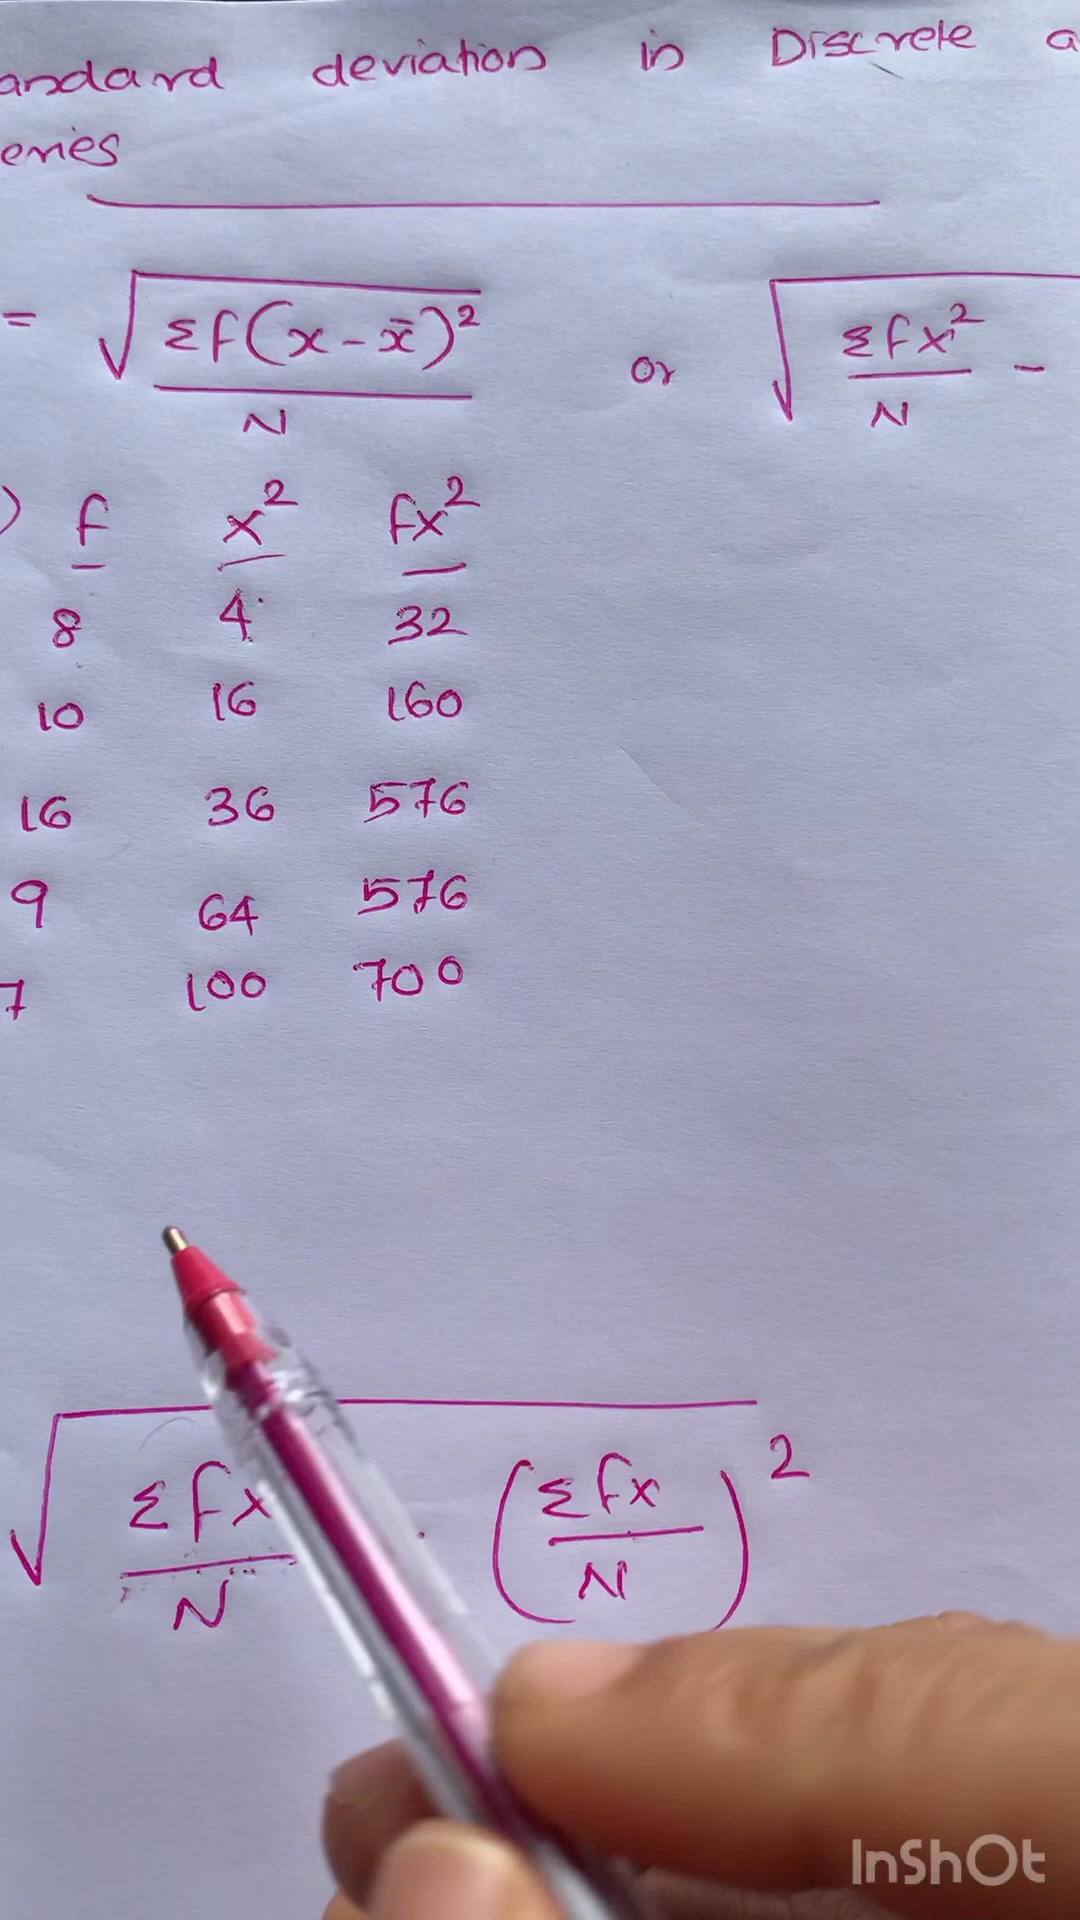 andard deviation in Discrete a
eries
= √ Σf(x - x̄)² / N or √ Σfx² / N -
) f x² fx²
8 4 32
10 16 160
16 36 576
9 64 576
7 100 700
√ Σfx / N (Σfx / N)²
InShOt